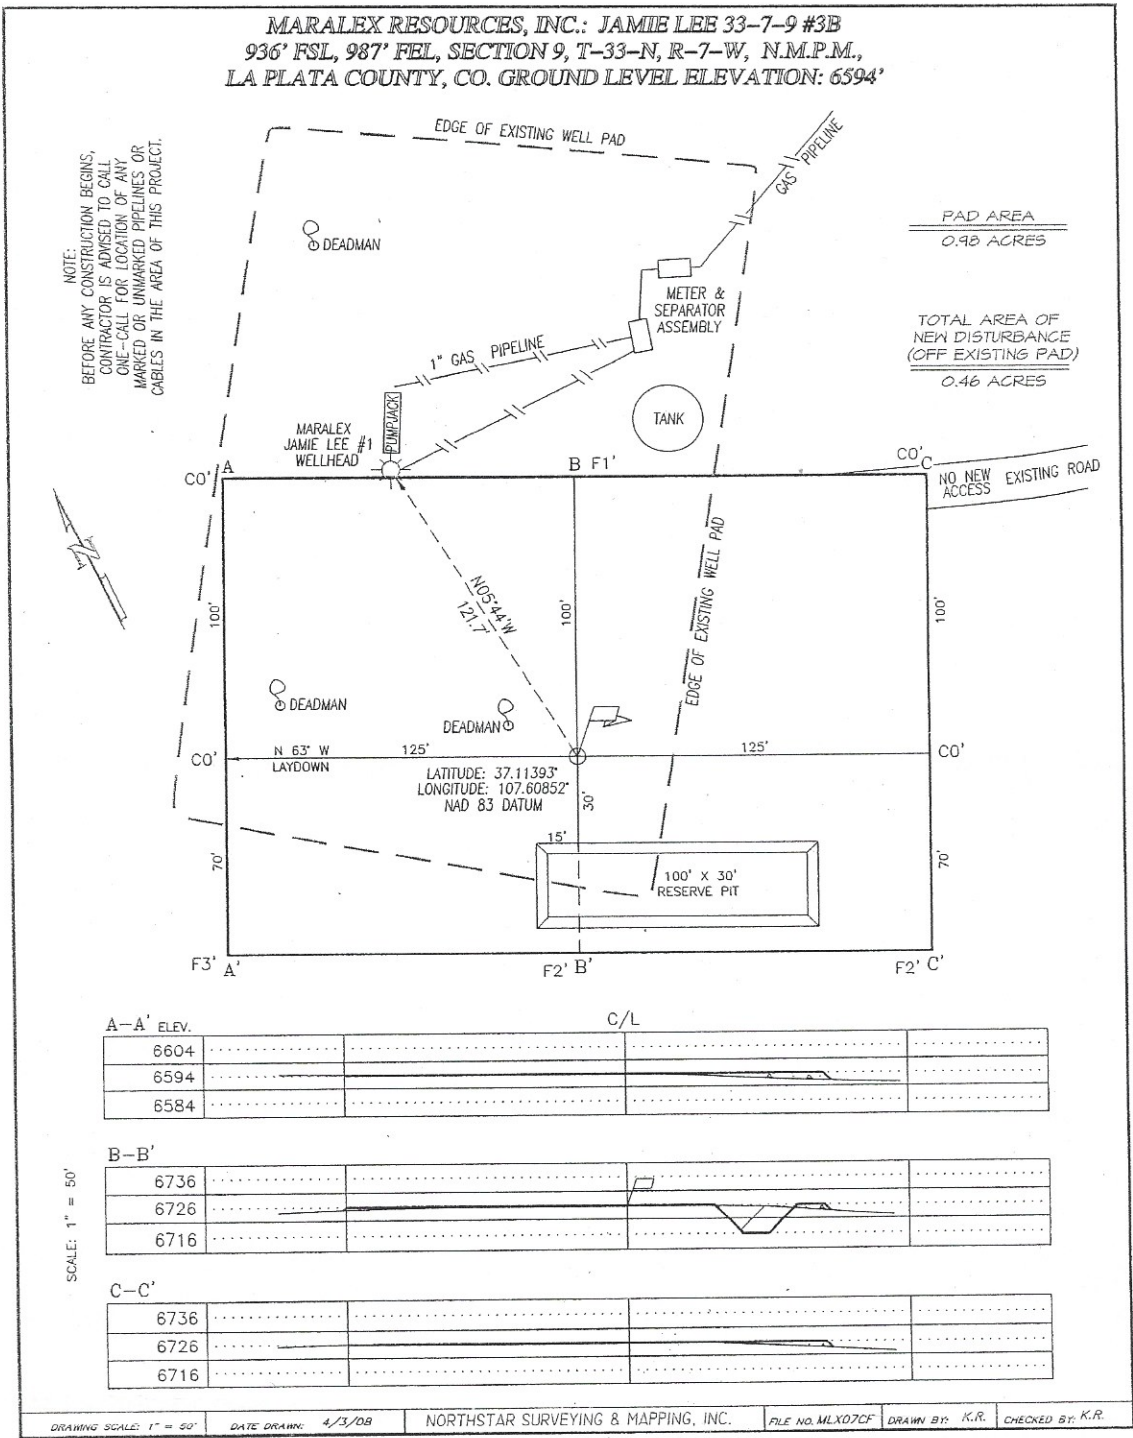 MARALEX RESOURCES, INC.: JAMIE LEE 33-7-9 #3B
936' FSL, 987' FEL, SECTION 9, T-33-N, R-7-W, N.M.P.M.,
LA PLATA COUNTY, CO. GROUND LEVEL ELEVATION: 6594'
NOTE:
BEFORE ANY CONSTRUCTION BEGINS,
CONTRACTOR IS ADVISED TO CALL
ONE-CALL FOR LOCATION OF ANY
MARKED OR UNMARKED PIPELINES OR
CABLES IN THE AREA OF THIS PROJECT.
EDGE OF EXISTING WELL PAD
GAS PIPELINE
DEADMAN
PAD AREA
0.98 ACRES
METER &
SEPARATOR
ASSEMBLY
TOTAL AREA OF
NEW DISTURBANCE
(OFF EXISTING PAD)
0.46 ACRES
1" GAS PIPELINE
PUMPJACK
TANK
MARALEX
JAMIE LEE #1
WELLHEAD
C0'
A
B F1'
C0'
C
NO NEW
ACCESS
EXISTING ROAD
EDGE OF EXISTING WELL PAD
100'
N05°44'W
121.7'
100'
100'
DEADMAN
DEADMAN
C0'
N 63° W
LAYDOWN
125'
125'
C0'
LATITUDE: 37.11393°
LONGITUDE: 107.60852°
NAD 83 DATUM
30'
15'
70'
100' X 30'
RESERVE PIT
70'
F3' A'
F2' B'
F2' C'
A-A' ELEV.
C/L
6604
6594
6584
B-B'
6736
6726
6716
SCALE: 1" = 50'
C-C'
6736
6726
6716
DRAWING SCALE: 1" = 50'
DATE DRAWN: 4/3/08
NORTHSTAR SURVEYING & MAPPING, INC.
FILE NO. MLX07CF
DRAWN BY: K.R.
CHECKED BY: K.R.